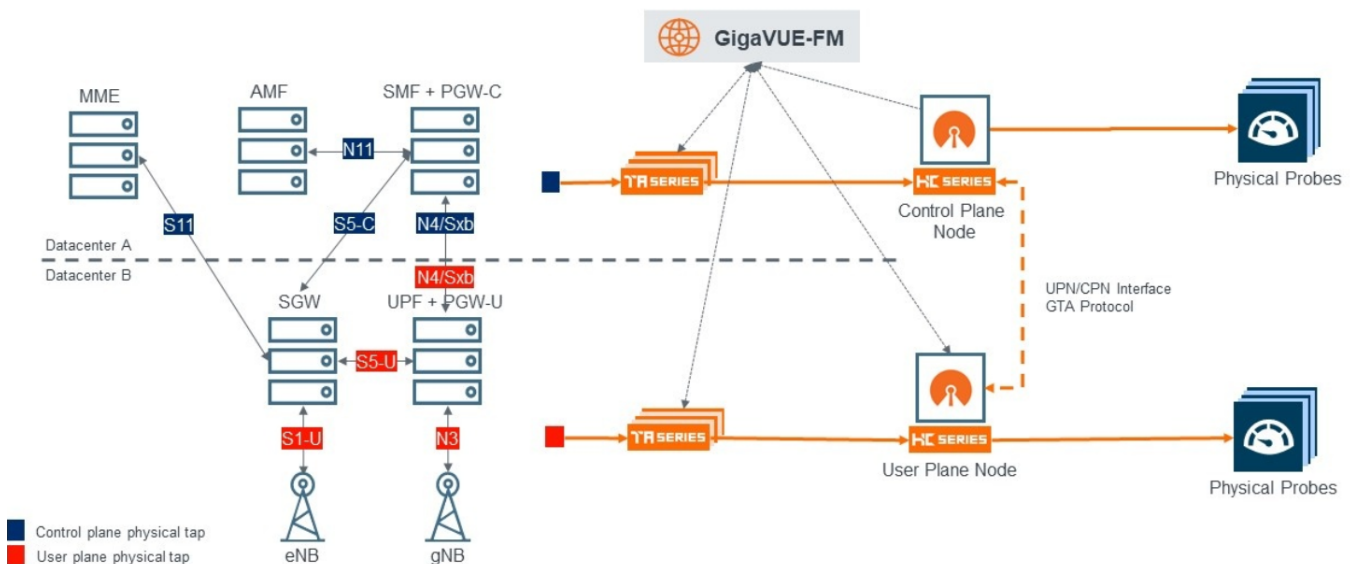 GigaVUE-FM
MME
AMF
SMF + PGW-C
N11
S11
S5-C
N4/Sxb
TA SERIES
HC SERIES
Control Plane
Node
Physical Probes
Datacenter A
Datacenter B
N4/Sxb
SGW
UPF + PGW-U
UPN/CPN Interface
GTA Protocol
S5-U
S1-U
N3
TA SERIES
HC SERIES
User Plane Node
Physical Probes
Control plane physical tap
User plane physical tap
eNB
gNB